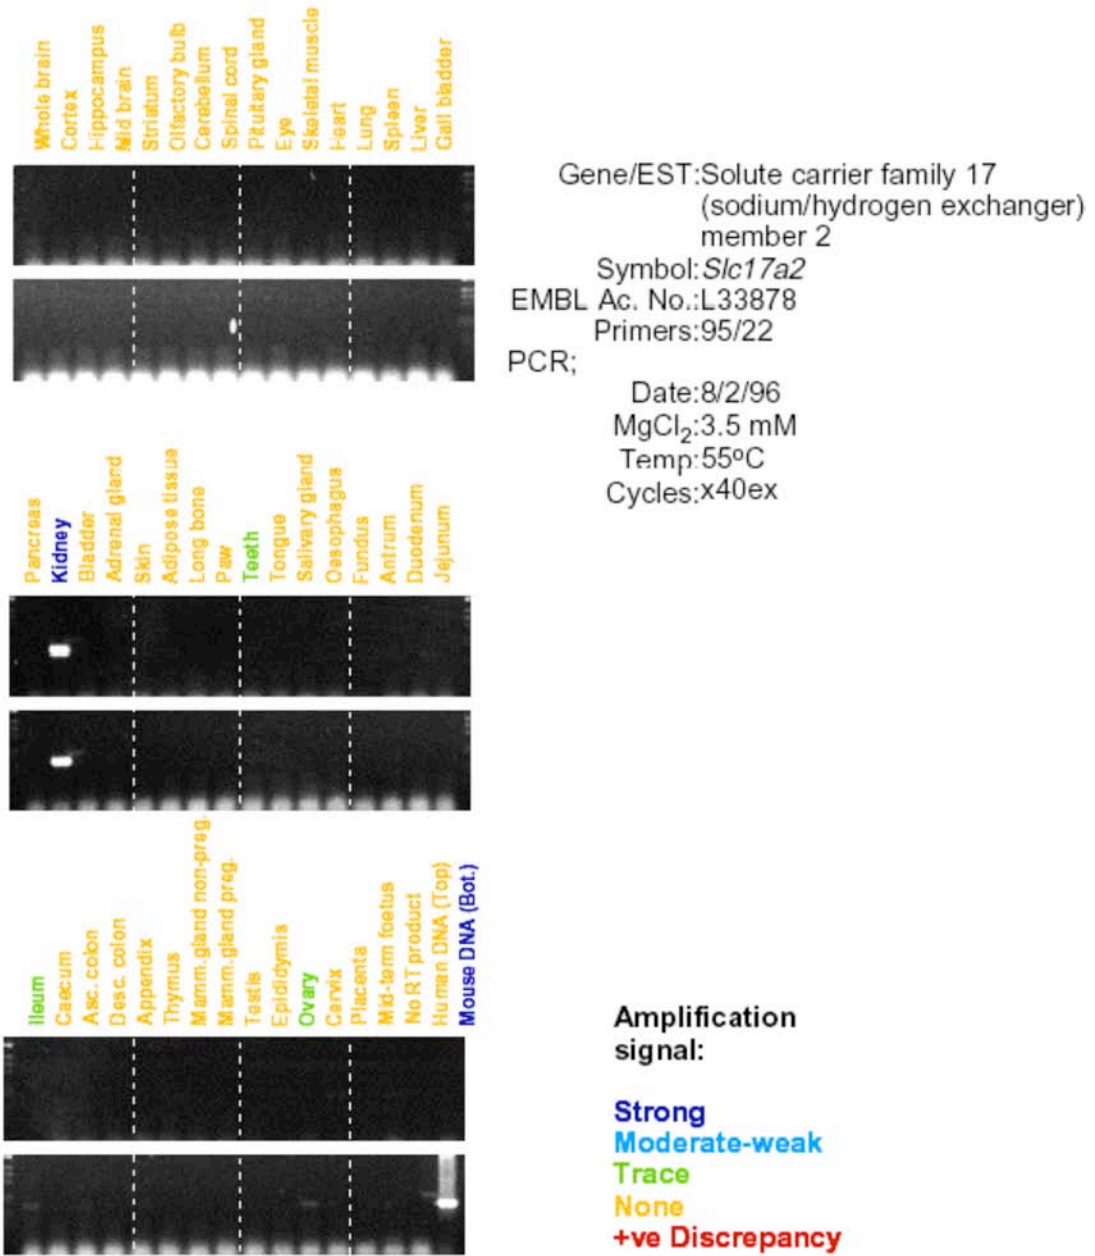 Whole brain
Cortex
Hippocampus
Mid brain
Striatum
Olfactory bulb
Cerebellum
Spinal cord
Pituitary gland
Eye
Skeletal muscle
Heart
Lung
Spleen
Liver
Gall bladder
Gene/EST:Solute carrier family 17
(sodium/hydrogen exchanger)
member 2
Symbol:Slc17a2
EMBL Ac. No.:L33878
Primers:95/22
PCR;
Date:8/2/96
MgCl2:3.5 mM
Temp:55ºC
Cycles:x40ex
Pancreas
Kidney
Bladder
Adrenal gland
Skin
Adipose tissue
Long bone
Paw
Teeth
Tongue
Salivary gland
Oesophagus
Fundus
Antrum
Duodenum
Jejunum
Ileum
Caecum
Asc. colon
Desc. colon
Appendix
Thymus
Mamm.gland non-preg.
Mamm.gland preg.
Testis
Epididymis
Ovary
Cervix
Placenta
Mid-term foetus
No RT product
Human DNA (Top)
Mouse DNA (Bot.)
Amplification
signal:
Strong
Moderate-weak
Trace
None
+ve Discrepancy